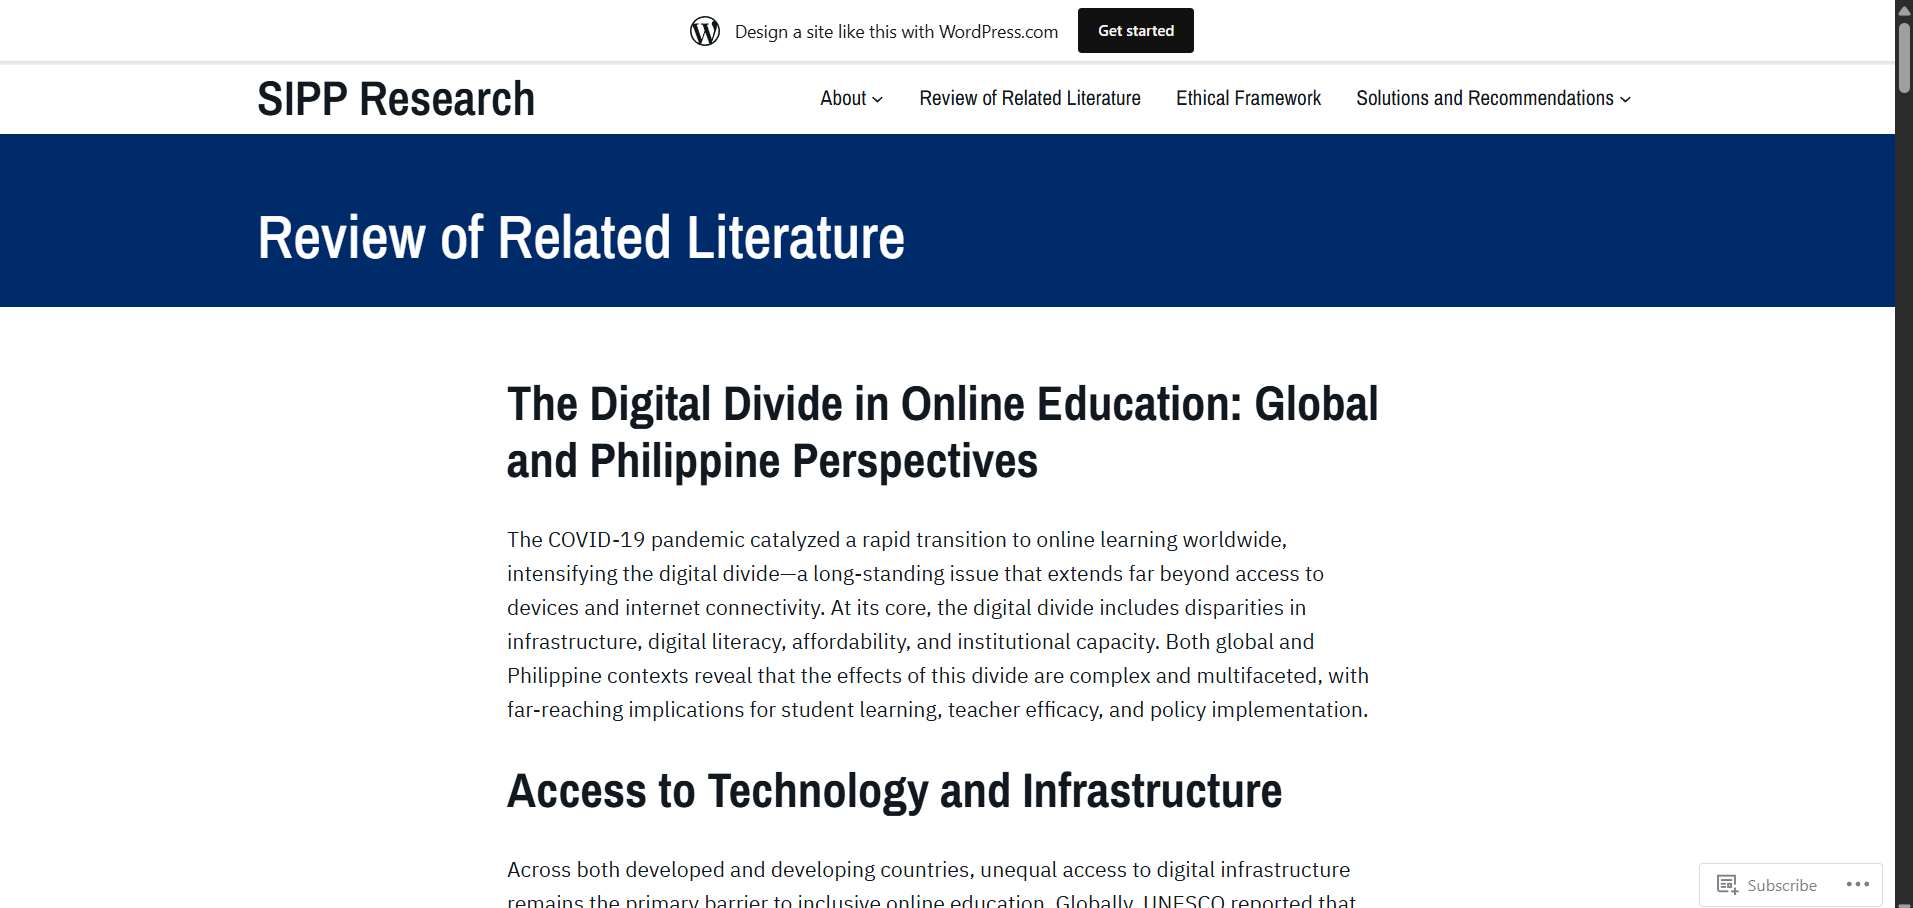 Design a site like this with WordPress.com
Get started
SIPP Research
About
Review of Related Literature
Ethical Framework
Solutions and Recommendations
Review of Related Literature
The Digital Divide in Online Education: Global
and Philippine Perspectives
The COVID-19 pandemic catalyzed a rapid transition to online learning worldwide,
intensifying the digital divide—a long-standing issue that extends far beyond access to
devices and internet connectivity. At its core, the digital divide includes disparities in
infrastructure, digital literacy, affordability, and institutional capacity. Both global and
Philippine contexts reveal that the effects of this divide are complex and multifaceted, with
far-reaching implications for student learning, teacher efficacy, and policy implementation.
Access to Technology and Infrastructure
Across both developed and developing countries, unequal access to digital infrastructure
remains the primary barrier to inclusive online education. Globally, UNESCO reported that
Subscribe